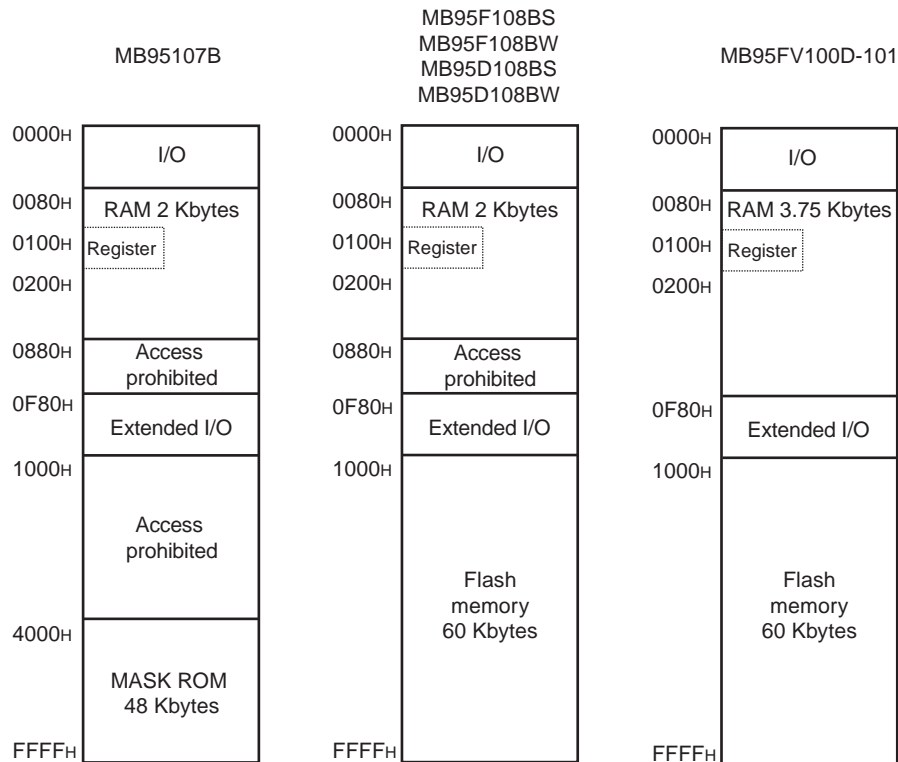 MB95107B
0000H
I/O
0080H
RAM 2 Kbytes
0100H
Register
0200H
0880H
Access
prohibited
0F80H
Extended I/O
1000H
Access
prohibited
4000H
MASK ROM
48 Kbytes
FFFFH
MB95F108BS
MB95F108BW
MB95D108BS
MB95D108BW
0000H
I/O
0080H
RAM 2 Kbytes
0100H
Register
0200H
0880H
Access
prohibited
0F80H
Extended I/O
1000H
Flash
memory
60 Kbytes
FFFFH
MB95FV100D-101
0000H
I/O
0080H
RAM 3.75 Kbytes
0100H
Register
0200H
0F80H
Extended I/O
1000H
Flash
memory
60 Kbytes
FFFFH